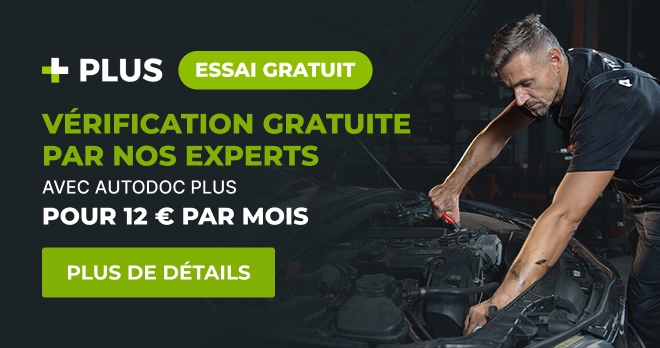 PLUS ESSAI GRATUIT
VÉRIFICATION GRATUITE
PAR NOS EXPERTS
AVEC AUTODOC PLUS
POUR 12 € PAR MOIS
PLUS DE DÉTAILS